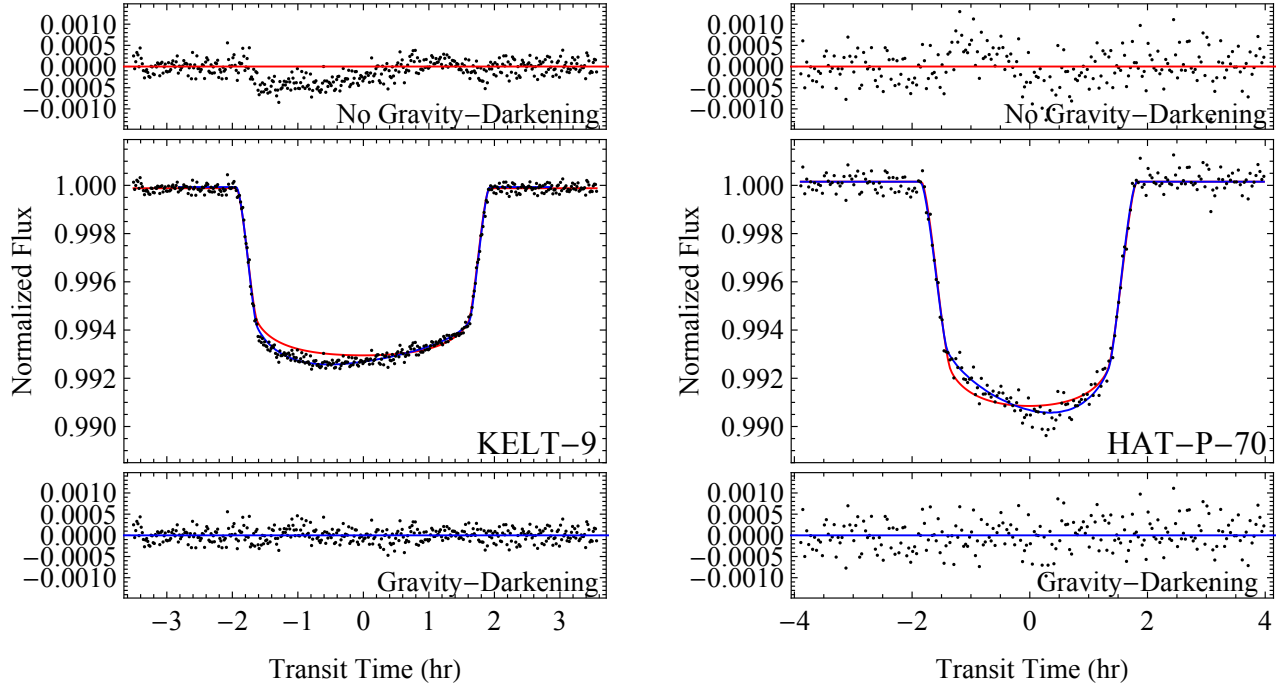 0.0010
0.0005
0.0000
−0.0005
−0.0010
No Gravity−Darkening
1.000
0.998
0.996
0.994
0.992
0.990
Normalized Flux
KELT−9
0.0010
0.0005
0.0000
−0.0005
−0.0010
Gravity−Darkening
−3 −2 −1 0 1 2 3
Transit Time (hr)
0.0010
0.0005
0.0000
−0.0005
−0.0010
No Gravity−Darkening
1.000
0.998
0.996
0.994
0.992
0.990
Normalized Flux
HAT−P−70
0.0010
0.0005
0.0000
−0.0005
−0.0010
Gravity−Darkening
−4 −2 0 2 4
Transit Time (hr)